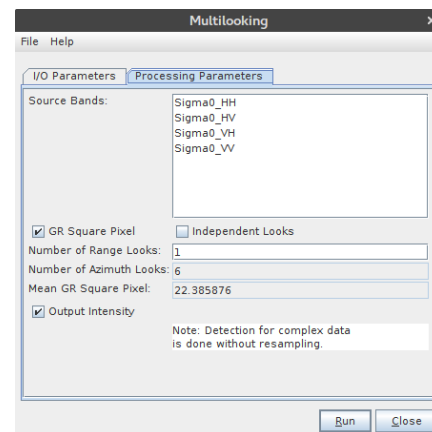 Multilooking
File Help
I/O Parameters Processing Parameters
Source Bands:
Sigma0_HH
Sigma0_HV
Sigma0_VH
Sigma0_VV
GR Square Pixel Independent Looks
Number of Range Looks: 1
Number of Azimuth Looks: 6
Mean GR Square Pixel: 22.385876
Output Intensity
Note: Detection for complex data
is done without resampling.
Run Close